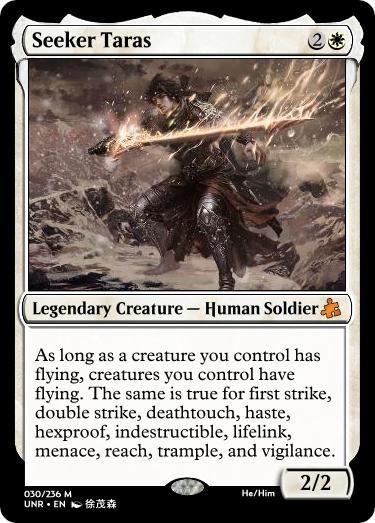 Seeker Taras 2
Legendary Creature — Human Soldier
As long as a creature you control has
flying, creatures you control have
flying. The same is true for first strike,
double strike, deathtouch, haste,
hexproof, indestructible, lifelink,
menace, reach, trample, and vigilance.
2/2
030/236 M
He/Him
UNR • EN 徐茂森